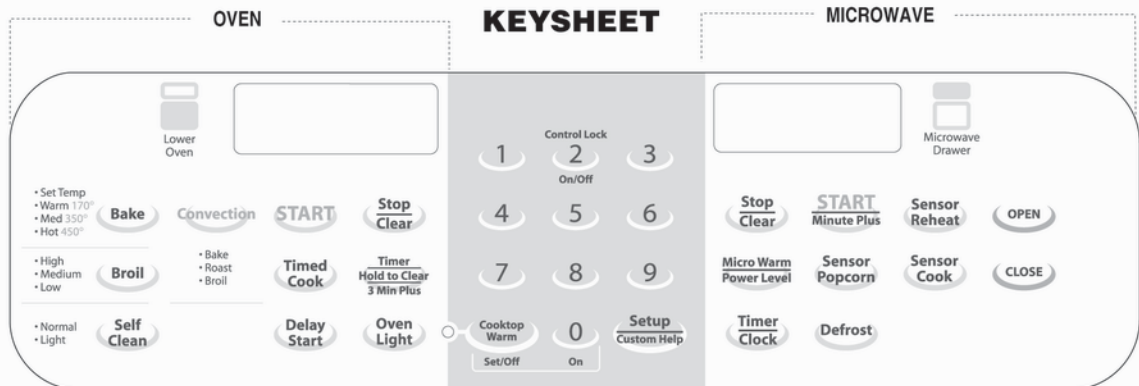 OVEN
KEYSHEET
MICROWAVE
Lower
Oven
• Set Temp
• Warm 170°
• Med 350°
• Hot 450°
Bake
Convection
START
Stop
Clear
• High
• Medium
• Low
Broil
• Bake
• Roast
• Broil
Timed
Cook
Timer
Hold to Clear
3 Min Plus
• Normal
• Light
Self
Clean
Delay
Start
Oven
Light
Control Lock
1 2 3
On/Off
4 5 6
7 8 9
Cooktop
Warm
0
Setup
Custom Help
Set/Off On
Microwave
Drawer
Stop
Clear
START
Minute Plus
Sensor
Reheat
OPEN
Micro Warm
Power Level
Sensor
Popcorn
Sensor
Cook
CLOSE
Timer
Clock
Defrost